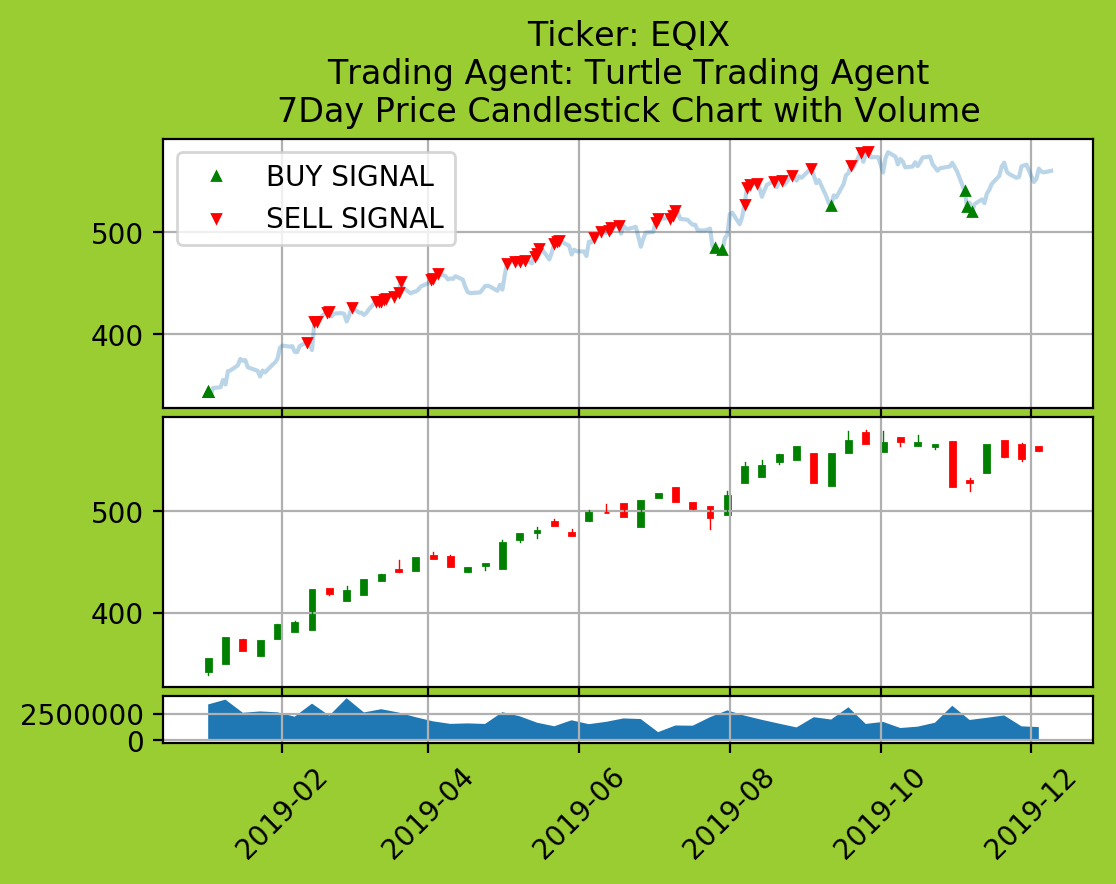 Ticker: EQIX
Trading Agent: Turtle Trading Agent
7Day Price Candlestick Chart with Volume
BUY SIGNAL
SELL SIGNAL
500
400
500
400
2500000
0
2019-02
2019-04
2019-06
2019-08
2019-10
2019-12